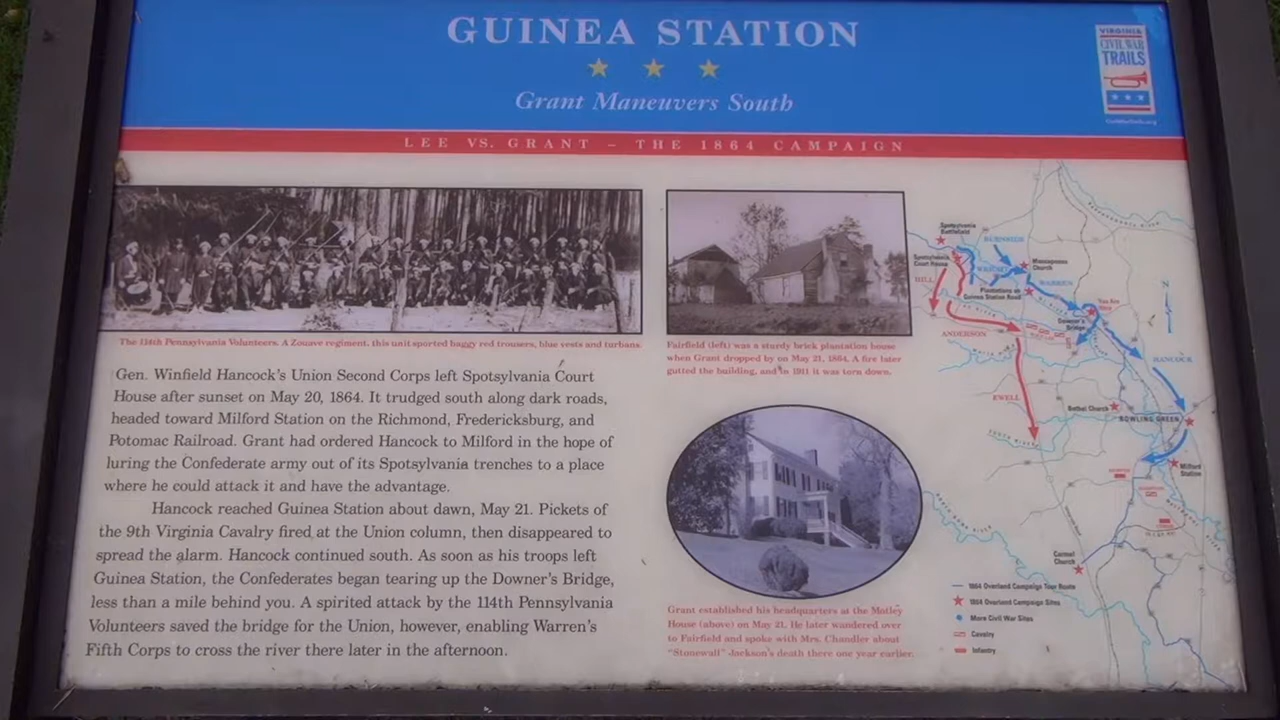 GUINEA STATION
Grant Maneuvers South
VIRGINIA
CIVIL WAR
TRAILS
LEE VS. GRANT – THE 1864 CAMPAIGN
The 114th Pennsylvania Volunteers. A Zouave regiment, this unit sported baggy red trousers, blue vests and turbans.
Gen. Winfield Hancock's Union Second Corps left Spotsylvania Court
House after sunset on May 20, 1864. It trudged south along dark roads,
headed toward Milford Station on the Richmond, Fredericksburg, and
Potomac Railroad. Grant had ordered Hancock to Milford in the hope of
luring the Confederate army out of its Spotsylvania trenches to a place
where he could attack it and have the advantage.
Hancock reached Guinea Station about dawn, May 21. Pickets of
the 9th Virginia Cavalry fired at the Union column, then disappeared to
spread the alarm. Hancock continued south. As soon as his troops left
Guinea Station, the Confederates began tearing up the Downer's Bridge,
less than a mile behind you. A spirited attack by the 114th Pennsylvania
Volunteers saved the bridge for the Union, however, enabling Warren's
Fifth Corps to cross the river there later in the afternoon.
Fairfield (left) was a sturdy brick plantation house
when Grant dropped by on May 21, 1864. A fire later
gutted the building, and in 1911 it was torn down.
Grant established his headquarters at the Motley
House (above) on May 21. He later wandered over
to Fairfield and spoke with Mrs. Chandler about
"Stonewall" Jackson's death there one year earlier.
Spotsylvania
Battlefield
Spotsylvania
Court House
BURNSIDE
WRIGHT
Massaponax
Church
HILL
Plantations on
Guinea Station Road
WARREN
You Are
Here
Downer's
Bridge
N
ANDERSON
HANCOCK
EWELL
Bethel Church
BOWLING GREEN
Milford
Station
Carmel
Church
1864 Overland Campaign Tour Route
1864 Overland Campaign Sites
More Civil War Sites
Cavalry
Infantry